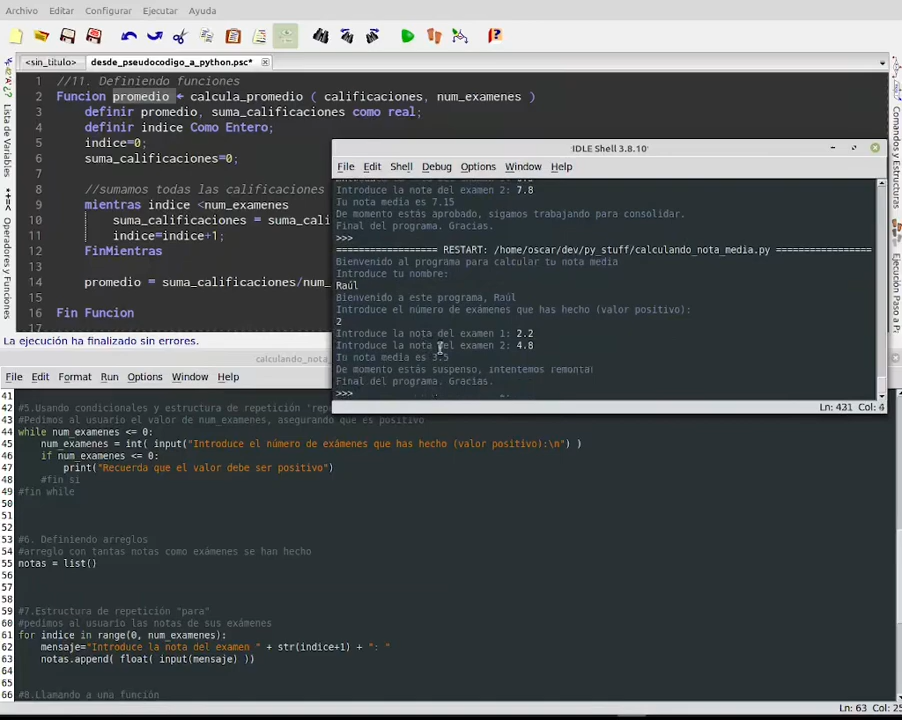 Archivo Editar Configurar Ejecutar Ayuda
<sin_titulo> desde_pseudocodigo_a_python.psc*
Lista de Variables
1 //11. Definiendo funciones
2 Funcion promedio ← calcula_promedio ( calificaciones, num_examenes )
3 definir promedio, suma_calificaciones como real;
4 definir indice Como Entero;
5 indice=0;
6 suma_calificaciones=0;
7
8 //sumamos todas las calificaciones
9 mientras indice <num_examenes
10 suma_calificaciones = suma_cali
11 indice=indice+1;
12 FinMientras
13
14 promedio = suma_calificaciones/num_
15
16 Fin Funcion
17
La ejecución ha finalizado sin errores.
Comandos y Estructuras
Ejecución Paso
IDLE Shell 3.8.10
File Edit Shell Debug Options Window Help
Introduce la nota del examen 2: 7.8
Tu nota media es 7.15
De momento estás aprobado, sigamos trabajando para consolidar.
Final del programa. Gracias.
>>>
================= RESTART: /home/oscar/dev/py_stuff/calculando_nota_media.py =================
Bienvenido al programa para calcular tu nota media
Introduce tu nombre:
Raúl
Bienvenido a este programa, Raúl
Introduce el número de exámenes que has hecho (valor positivo):
2
Introduce la nota del examen 1: 2.2
Introduce la nota del examen 2: 4.8
Tu nota media es 3.5
De momento estás suspenso, intentemos remontar
Final del programa. Gracias.
>>>
Ln: 431 Col: 4
calculando_nota_
File Edit Format Run Options Window Help
41
42 #5.Usando condicionales y estructura de repetición 'rep
43 #Pedimos al usuario el valor de num_examenes, asegurando que es positivo
44 while num_examenes <= 0:
45 num_examenes = int( input("Introduce el número de exámenes que has hecho (valor positivo):\n") )
46 if num_examenes <= 0:
47 print("Recuerda que el valor debe ser positivo")
48 #fin si
49 #fin while
50
51
52
53 #6. Definiendo arreglos
54 #arreglo con tantas notas como exámenes se han hecho
55 notas = list()
56
57
58
59 #7.Estructura de repetición "para"
60 #pedimos al usuario las notas de sus exámenes
61 for indice in range(0, num_examenes):
62 mensaje="Introduce la nota del examen " + str(indice+1) + ": "
63 notas.append( float( input(mensaje) ))
64
65
66 #8.Llamando a una función
Ln: 63 Col: 25